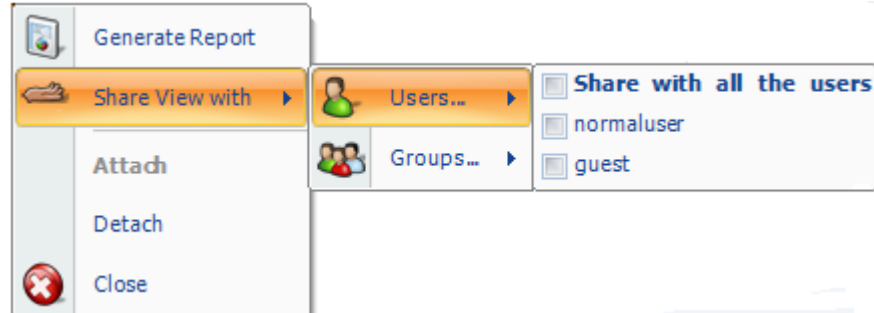 Generate Report
Share View with
Attach
Detach
Close
Users...
Groups...
Share with all the users
normaluser
guest